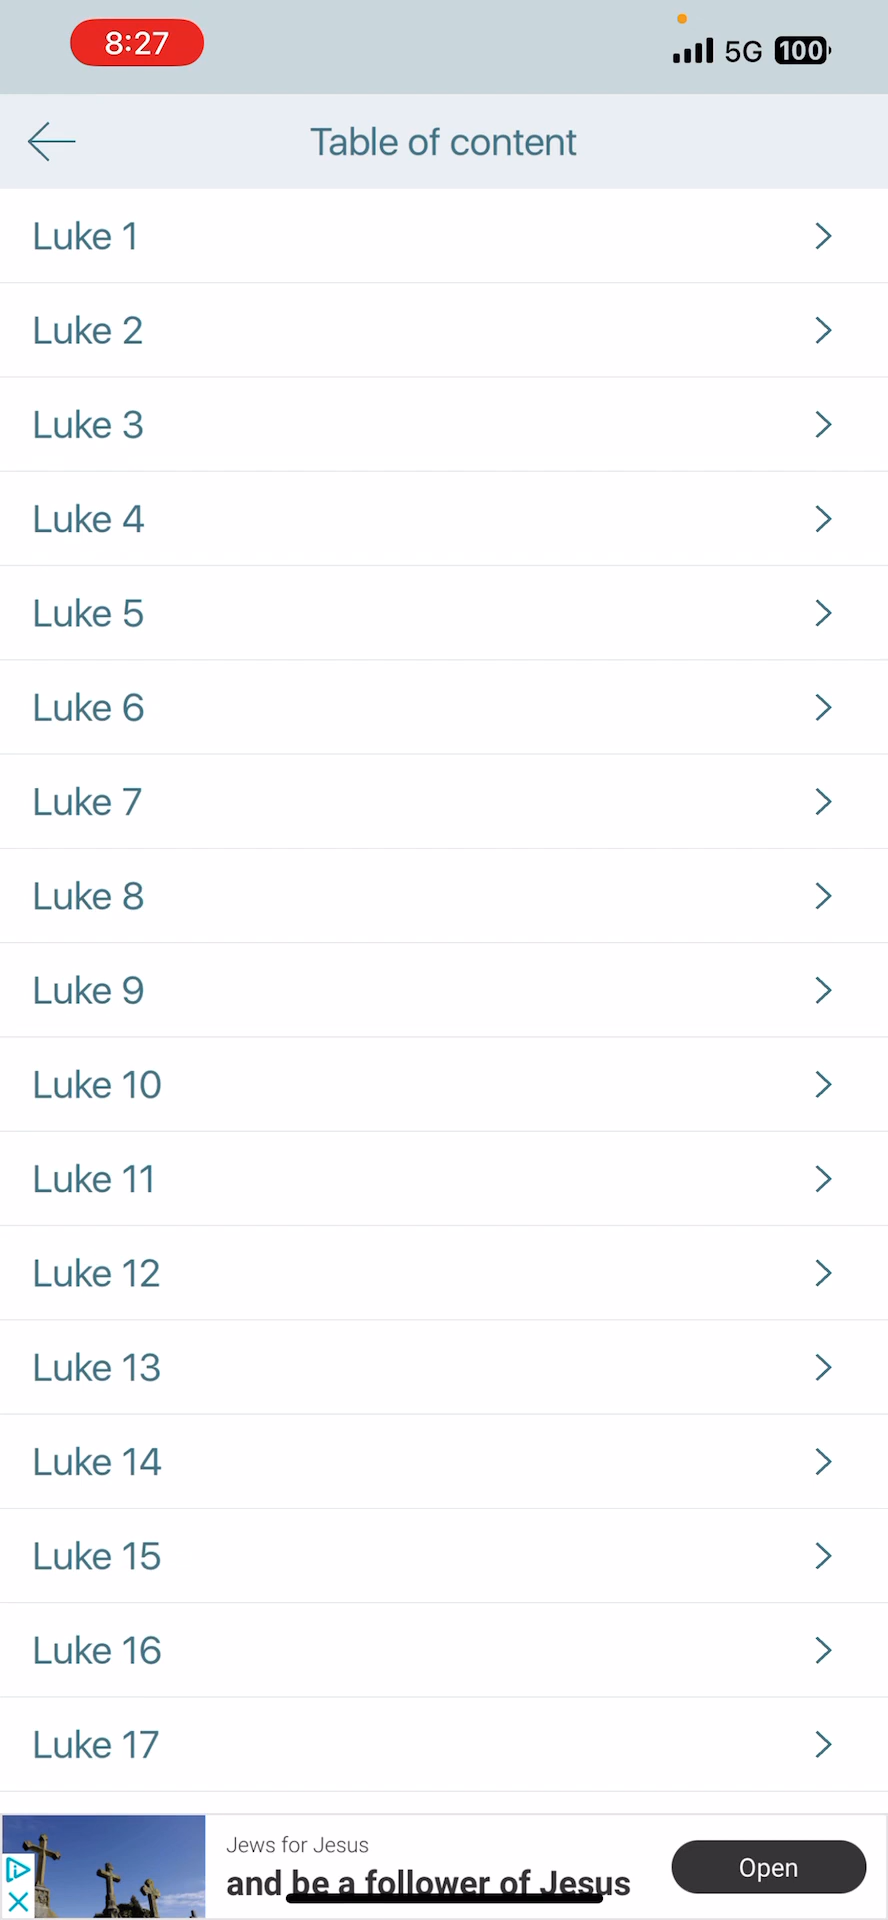 8:27
5G 100
Table of content
Luke 1
Luke 2
Luke 3
Luke 4
Luke 5
Luke 6
Luke 7
Luke 8
Luke 9
Luke 10
Luke 11
Luke 12
Luke 13
Luke 14
Luke 15
Luke 16
Luke 17
Jews for Jesus
and be a follower of Jesus
Open